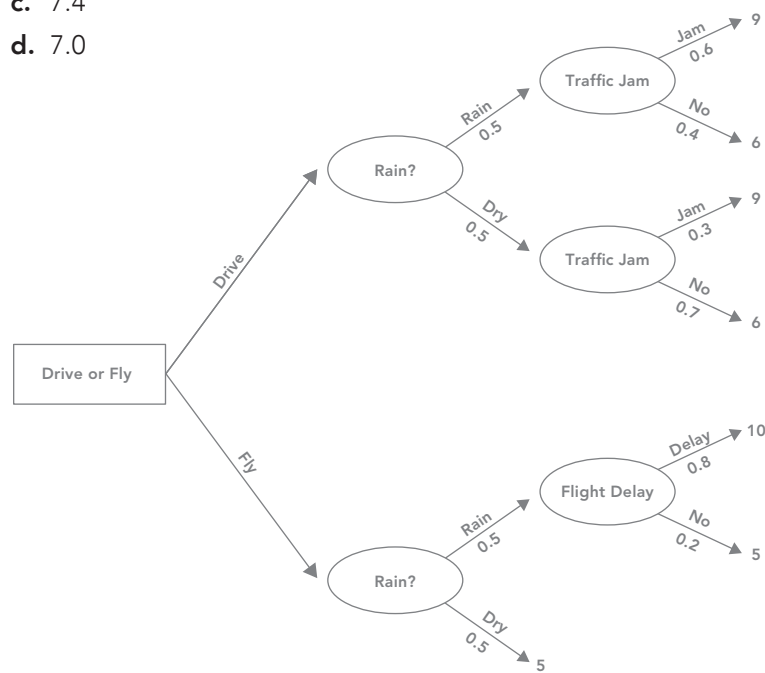 c. 7.4
d. 7.0
Jam
0.6
9
Traffic Jam
No
0.4
6
Rain
0.5
Rain?
Dry
0.5
Jam
0.3
9
Traffic Jam
No
0.7
6
Drive
Drive or Fly
Fly
Delay
0.8
10
Flight Delay
No
0.2
5
Rain
0.5
Rain?
Dry
0.5
5